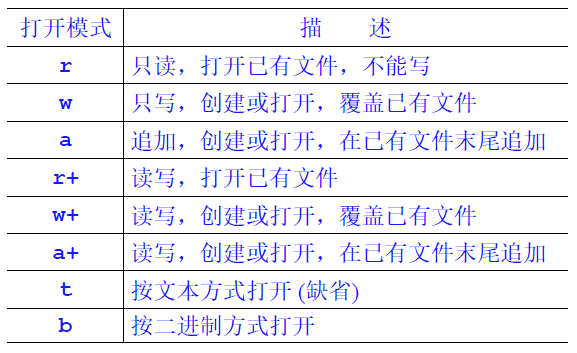 打开模式 描 述
r 只读，打开已有文件，不能写
w 只写，创建或打开，覆盖已有文件
a 追加，创建或打开，在已有文件末尾追加
r+ 读写，打开已有文件
w+ 读写，创建或打开，覆盖已有文件
a+ 读写，创建或打开，在已有文件末尾追加
t 按文本方式打开 (缺省)
b 按二进制方式打开